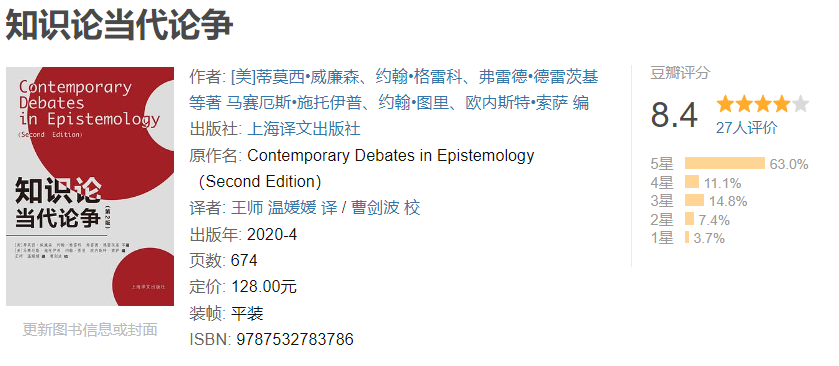 知识论当代论争
Contemporary
Debates
in Epistemology
(Second Edition)
知识论
当代论争
(第2版)
上海译文出版社
更新图书信息或封面
作者: [美]蒂莫西•威廉森、约翰•格雷科、弗雷德•德雷茨基
等著 马赛厄斯•施托伊普、约翰•图里、欧内斯特•索萨 编
出版社: 上海译文出版社
原作名: Contemporary Debates in Epistemology
（Second Edition）
译者: 王师 温媛媛 译 / 曹剑波 校
出版年: 2020-4
页数: 674
定价: 128.00元
装帧: 平装
ISBN: 9787532783786
豆瓣评分
8.4
27人评价
5星 63.0%
4星 11.1%
3星 14.8%
2星 7.4%
1星 3.7%